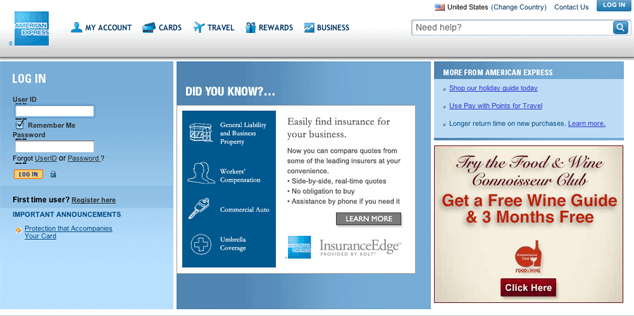 United States (Change Country) Contact Us LOG IN
AMERICAN EXPRESS
MY ACCOUNT CARDS TRAVEL REWARDS BUSINESS
Need help?
LOG IN
User ID
Remember Me
Password
Forgot UserID or Password ?
LOG IN
First time user? Register here
IMPORTANT ANNOUNCEMENTS
Protection that Accompanies
Your Card
DID YOU KNOW?...
General Liability
and Business
Property
Workers'
Compensation
Commercial Auto
Umbrella
Coverage
Easily find insurance for
your business.
Now you can compare quotes from
some of the leading insurers at your
convenience.
• Side-by-side, real-time quotes
• No obligation to buy
• Assistance by phone if you need it
LEARN MORE
AMERICAN EXPRESS
InsuranceEdge
PROVIDED BY BOLT
MORE FROM AMERICAN EXPRESS
Shop our holiday guide today
Use Pay with Points for Travel
Longer return time on new purchases. Learn more.
Try the Food & Wine
Connoisseur Club
Get a Free Wine Guide
& 3 Months Free
FOOD&WINE
Click Here